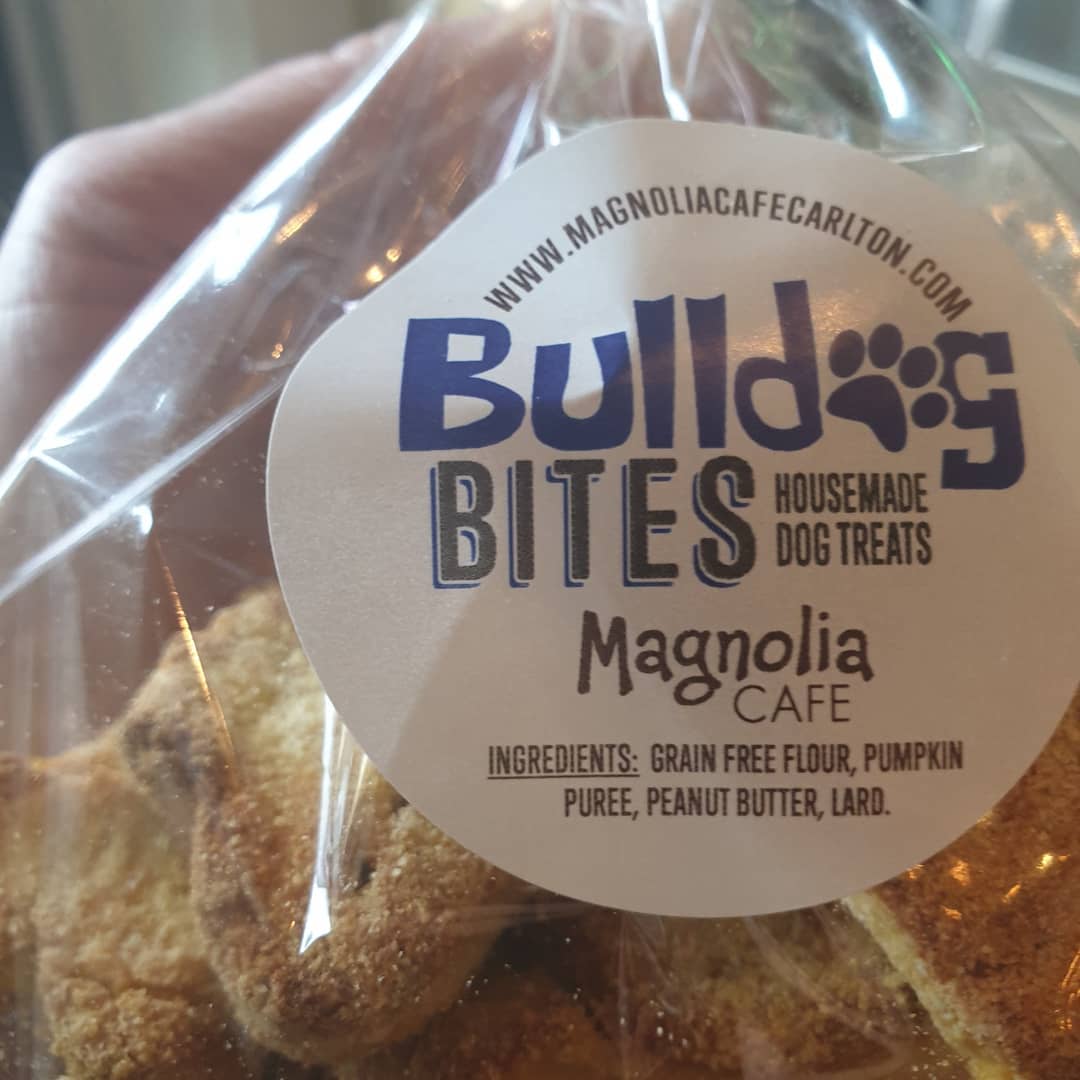 WWW.MAGNOLIACAFECARLTON.COM
Bulldog
BITES
HOUSEMADE
DOG TREATS
Magnolia
CAFE
INGREDIENTS: GRAIN FREE FLOUR, PUMPKIN
PUREE, PEANUT BUTTER, LARD.